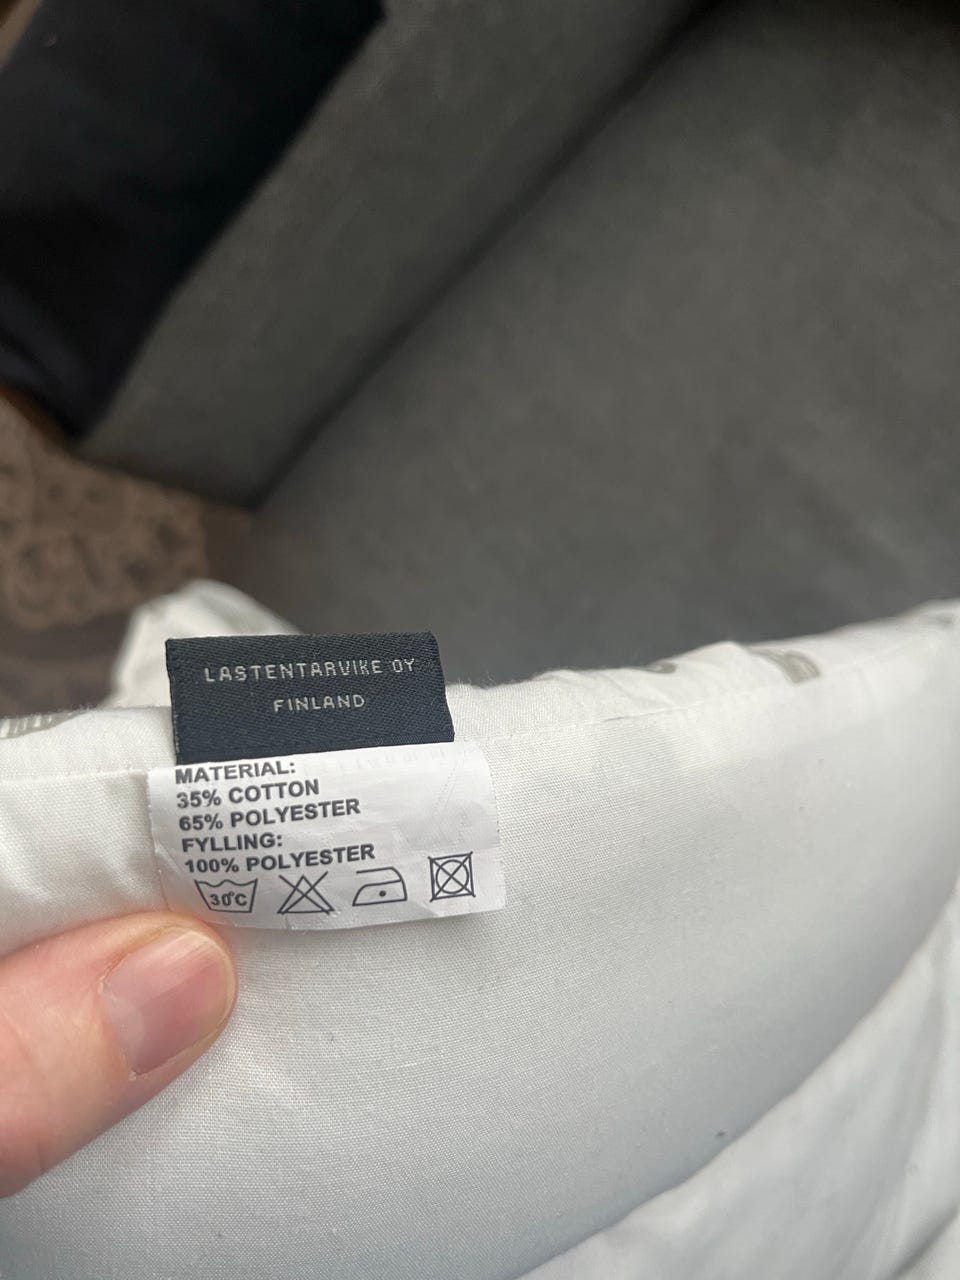 LASTENTARVIKE OY
FINLAND
MATERIAL:
35% COTTON
65% POLYESTER
FYLLING:
100% POLYESTER
30°C